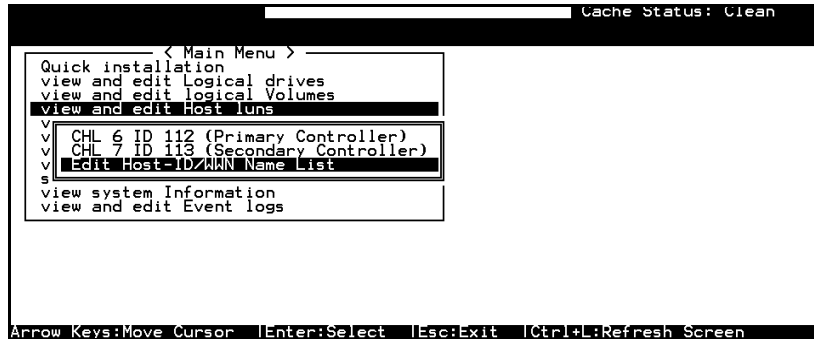 Cache Status: Clean
< Main Menu >
Quick installation
view and edit Logical drives
view and edit logical Volumes
view and edit Host luns
v
v CHL 6 ID 112 (Primary Controller)
v CHL 7 ID 113 (Secondary Controller)
v Edit Host-ID/WWN Name List
s
view system Information
view and edit Event logs
Arrow Keys:Move Cursor |Enter:Select |Esc:Exit |Ctrl+L:Refresh Screen